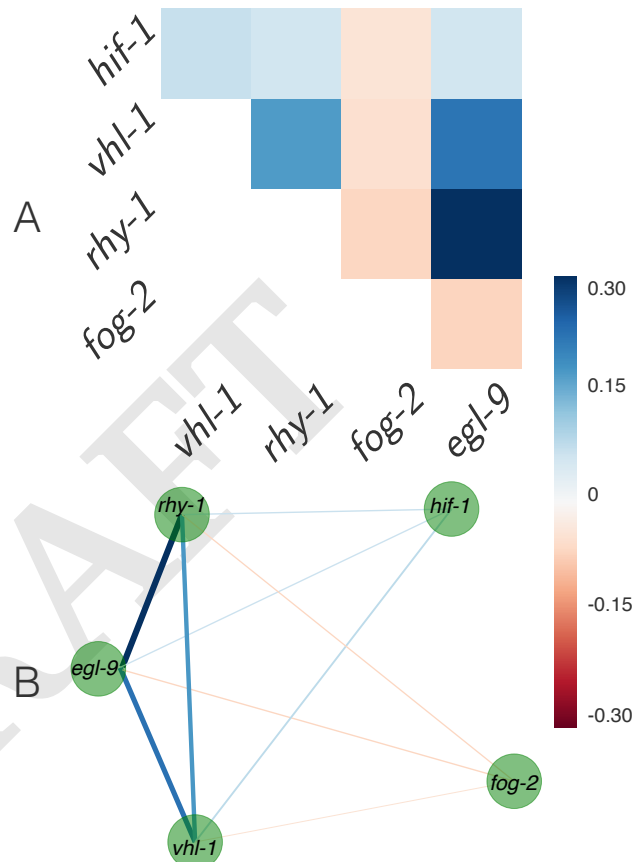 hif-1
vhl-1
A
rhy-1
fog-2
vhl-1
rhy-1
fog-2
egl-9
0.30
0.15
0
-0.15
-0.30
rhy-1
hif-1
egl-9
B
fog-2
vhl-1
RAFT